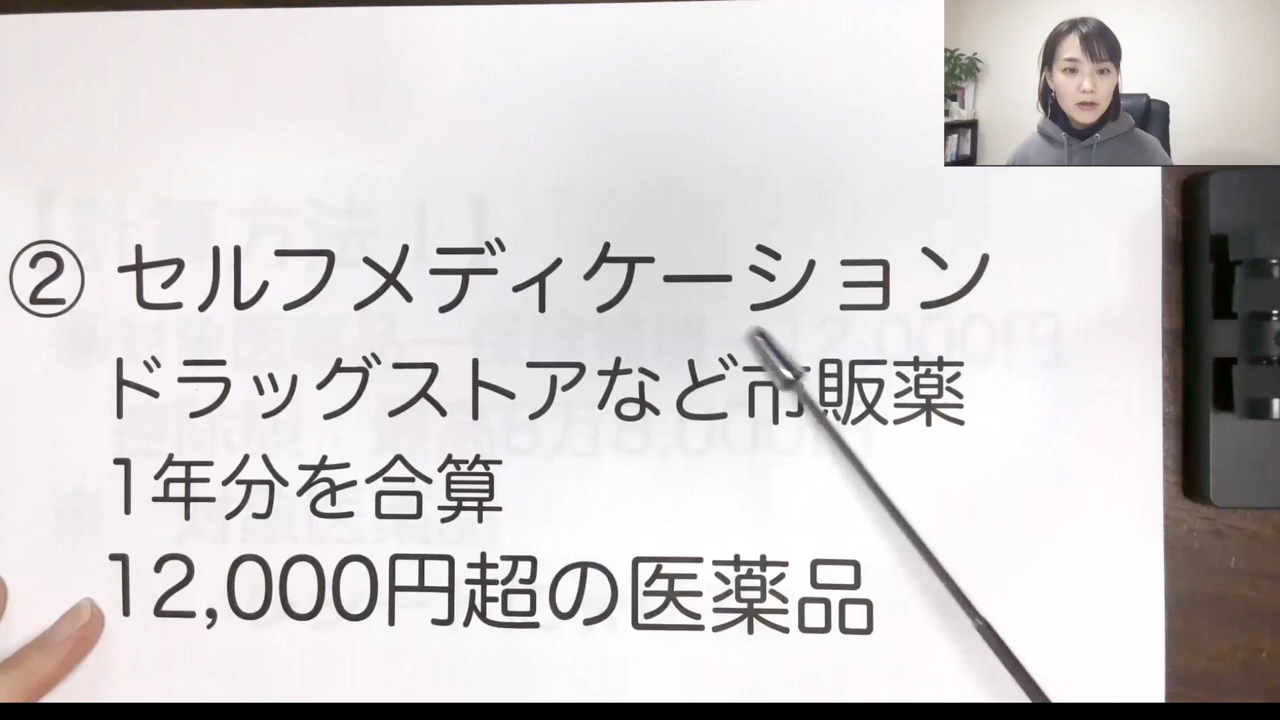 ② セルフメディケーション
ドラッグストアなど市販薬
1年分を合算
12,000円超の医薬品